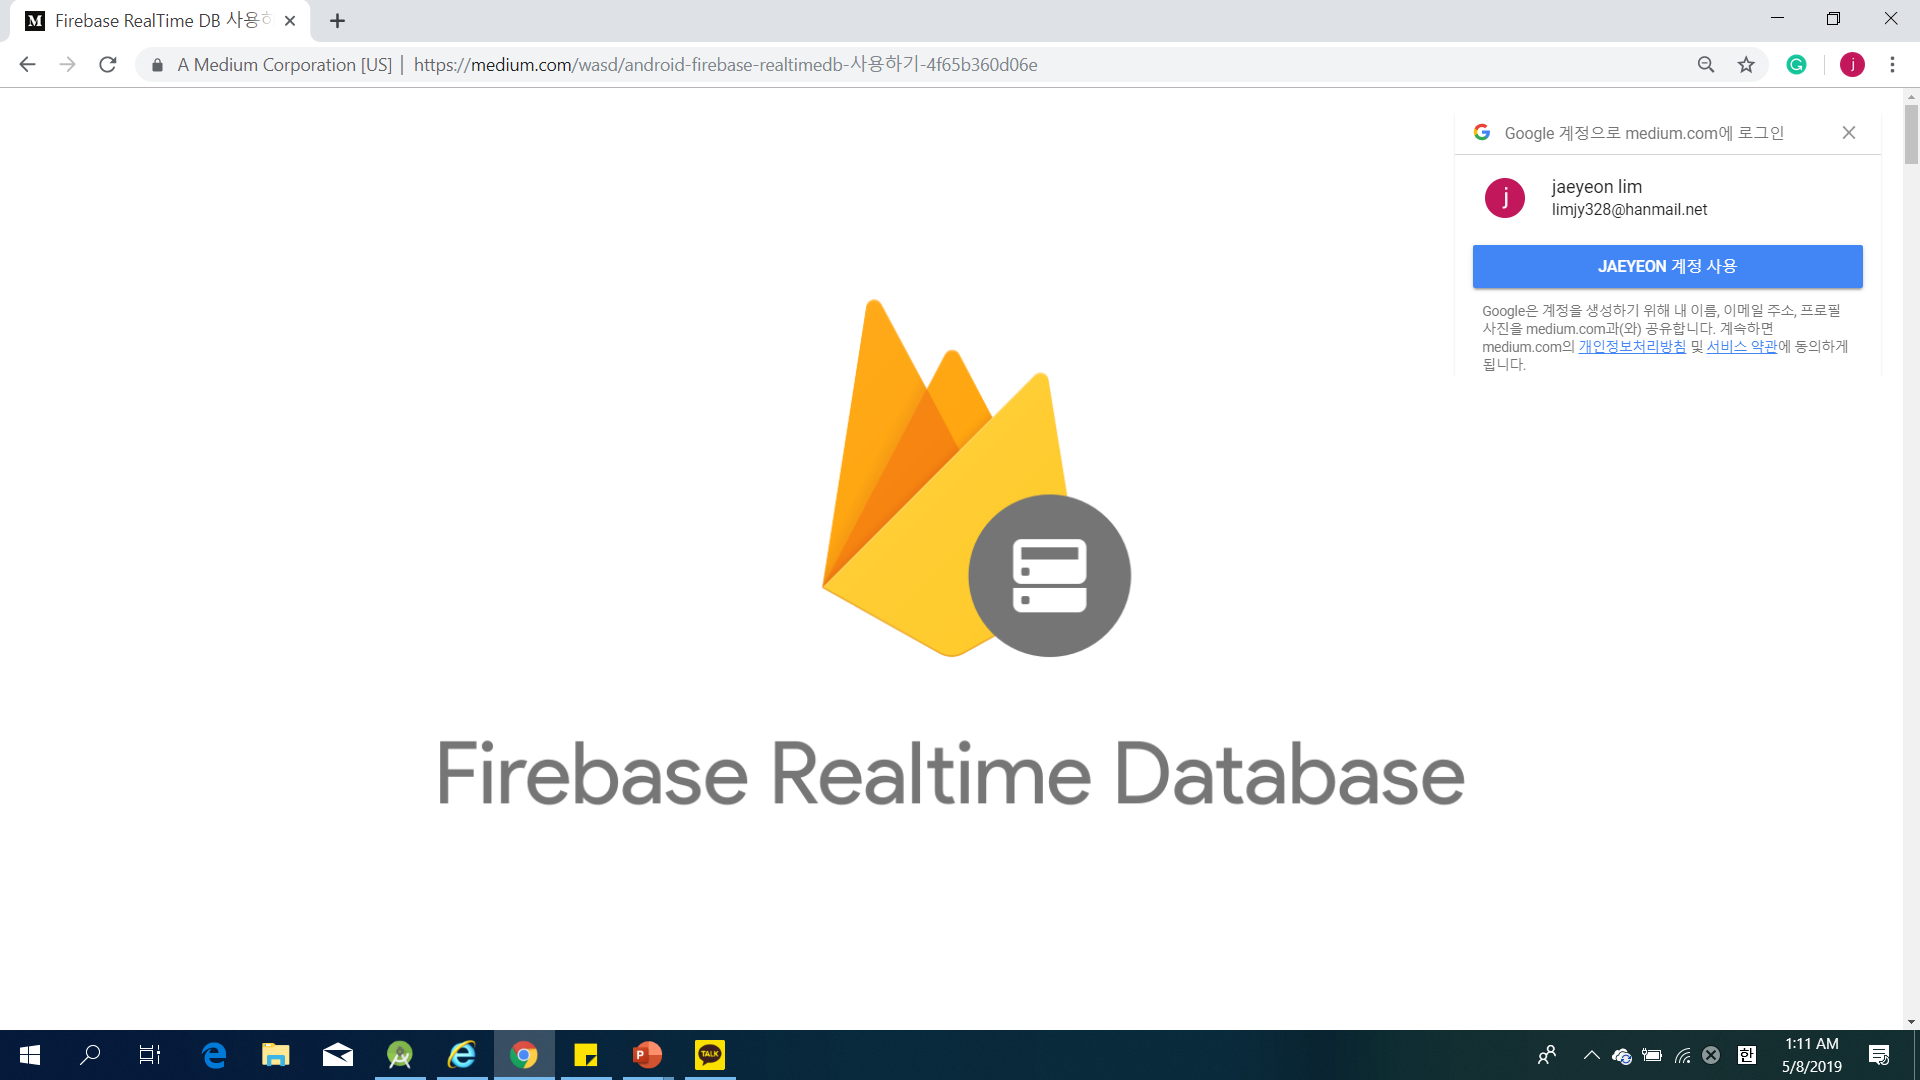 M Firebase RealTime DB 사용하
A Medium Corporation [US] | https://medium.com/wasd/android-firebase-realtimedb-사용하기-4f65b360d06e
j
Google 계정으로 medium.com에 로그인
j
jaeyeon lim
limjy328@hanmail.net
JAEYEON 계정 사용
Google은 계정을 생성하기 위해 내 이름, 이메일 주소, 프로필
사진을 medium.com과(와) 공유합니다. 계속하면
medium.com의 개인정보처리방침 및 서비스 약관에 동의하게
됩니다.
Firebase Realtime Database
TALK
한
1:11 AM
5/8/2019